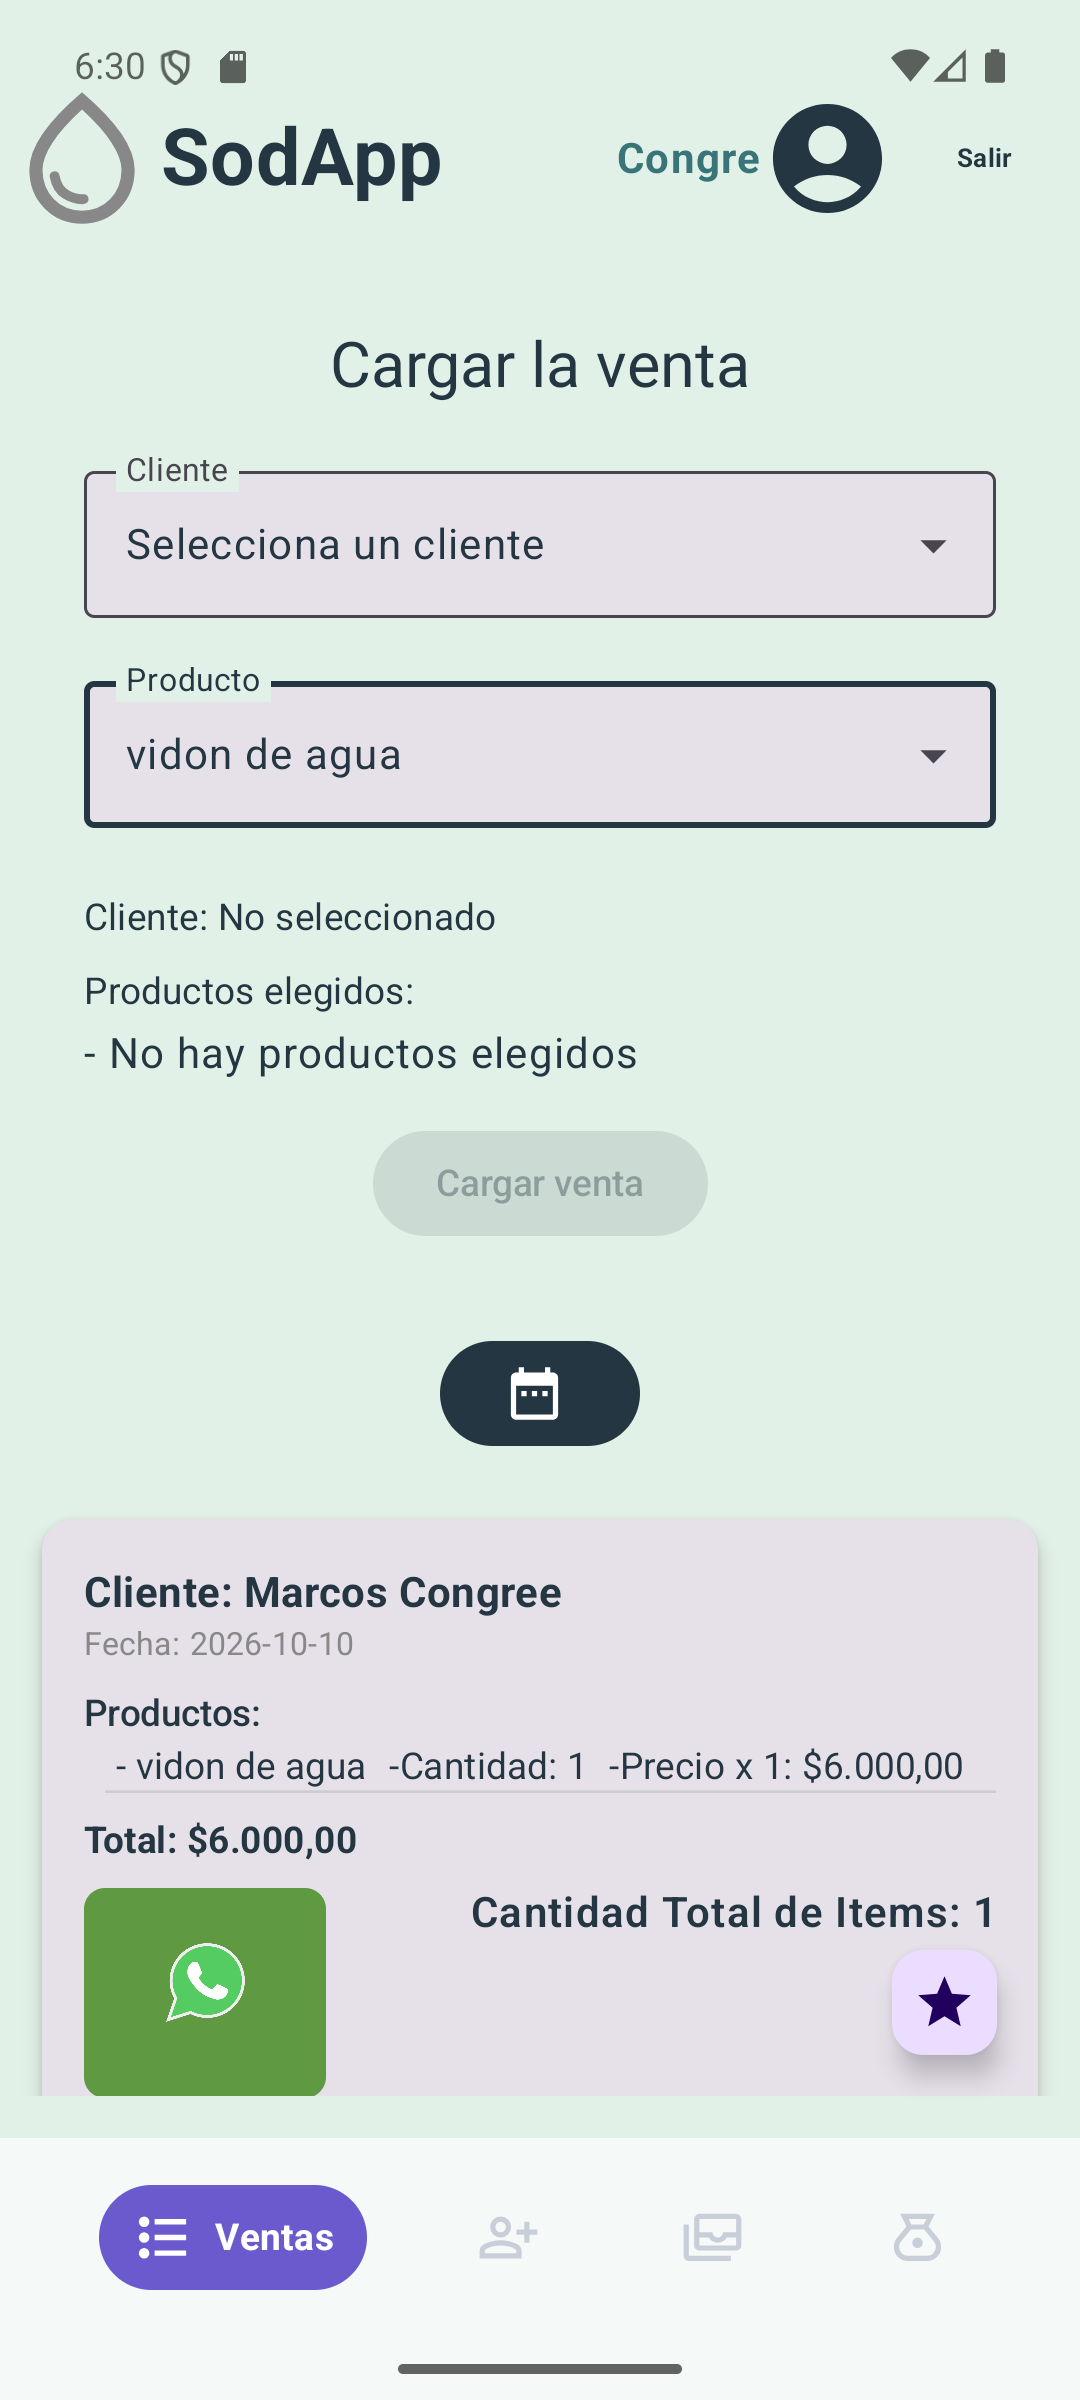 6:30
SodApp
Congre
Salir
Cargar la venta
Cliente
Selecciona un cliente
Producto
vidon de agua
Cliente: No seleccionado
Productos elegidos:
- No hay productos elegidos
Cargar venta
Cliente: Marcos Congree
Fecha: 2026-10-10
Productos:
- vidon de agua -Cantidad: 1 -Precio x 1: $6.000,00
Total: $6.000,00
Cantidad Total de Items: 1
Ventas